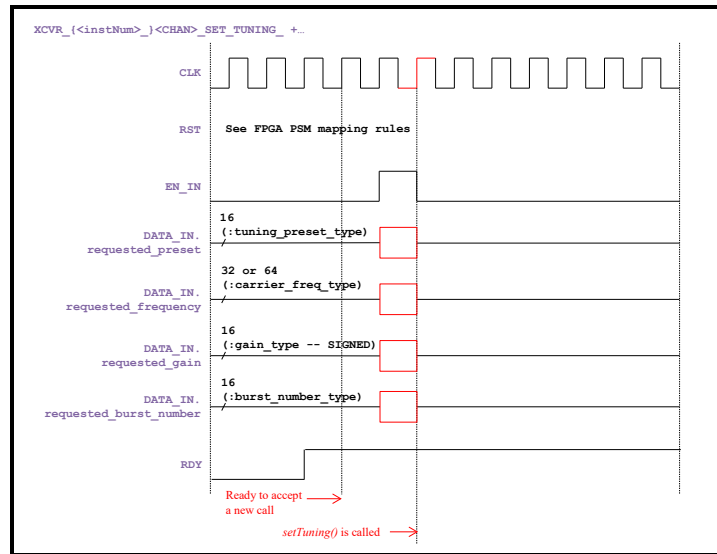 XCVR_{<instNum>_}<CHAN>_SET_TUNING_ +…
CLK
RST
See FPGA PSM mapping rules
EN_IN
16
(:tuning_preset_type)
DATA_IN.
requested_preset
32 or 64
(:carrier_freq_type)
DATA_IN.
requested_frequency
16
(:gain_type -- SIGNED)
DATA_IN.
requested_gain
16
(:burst_number_type)
DATA_IN.
requested_burst_number
RDY
Ready to accept
a new call
setTuning() is called